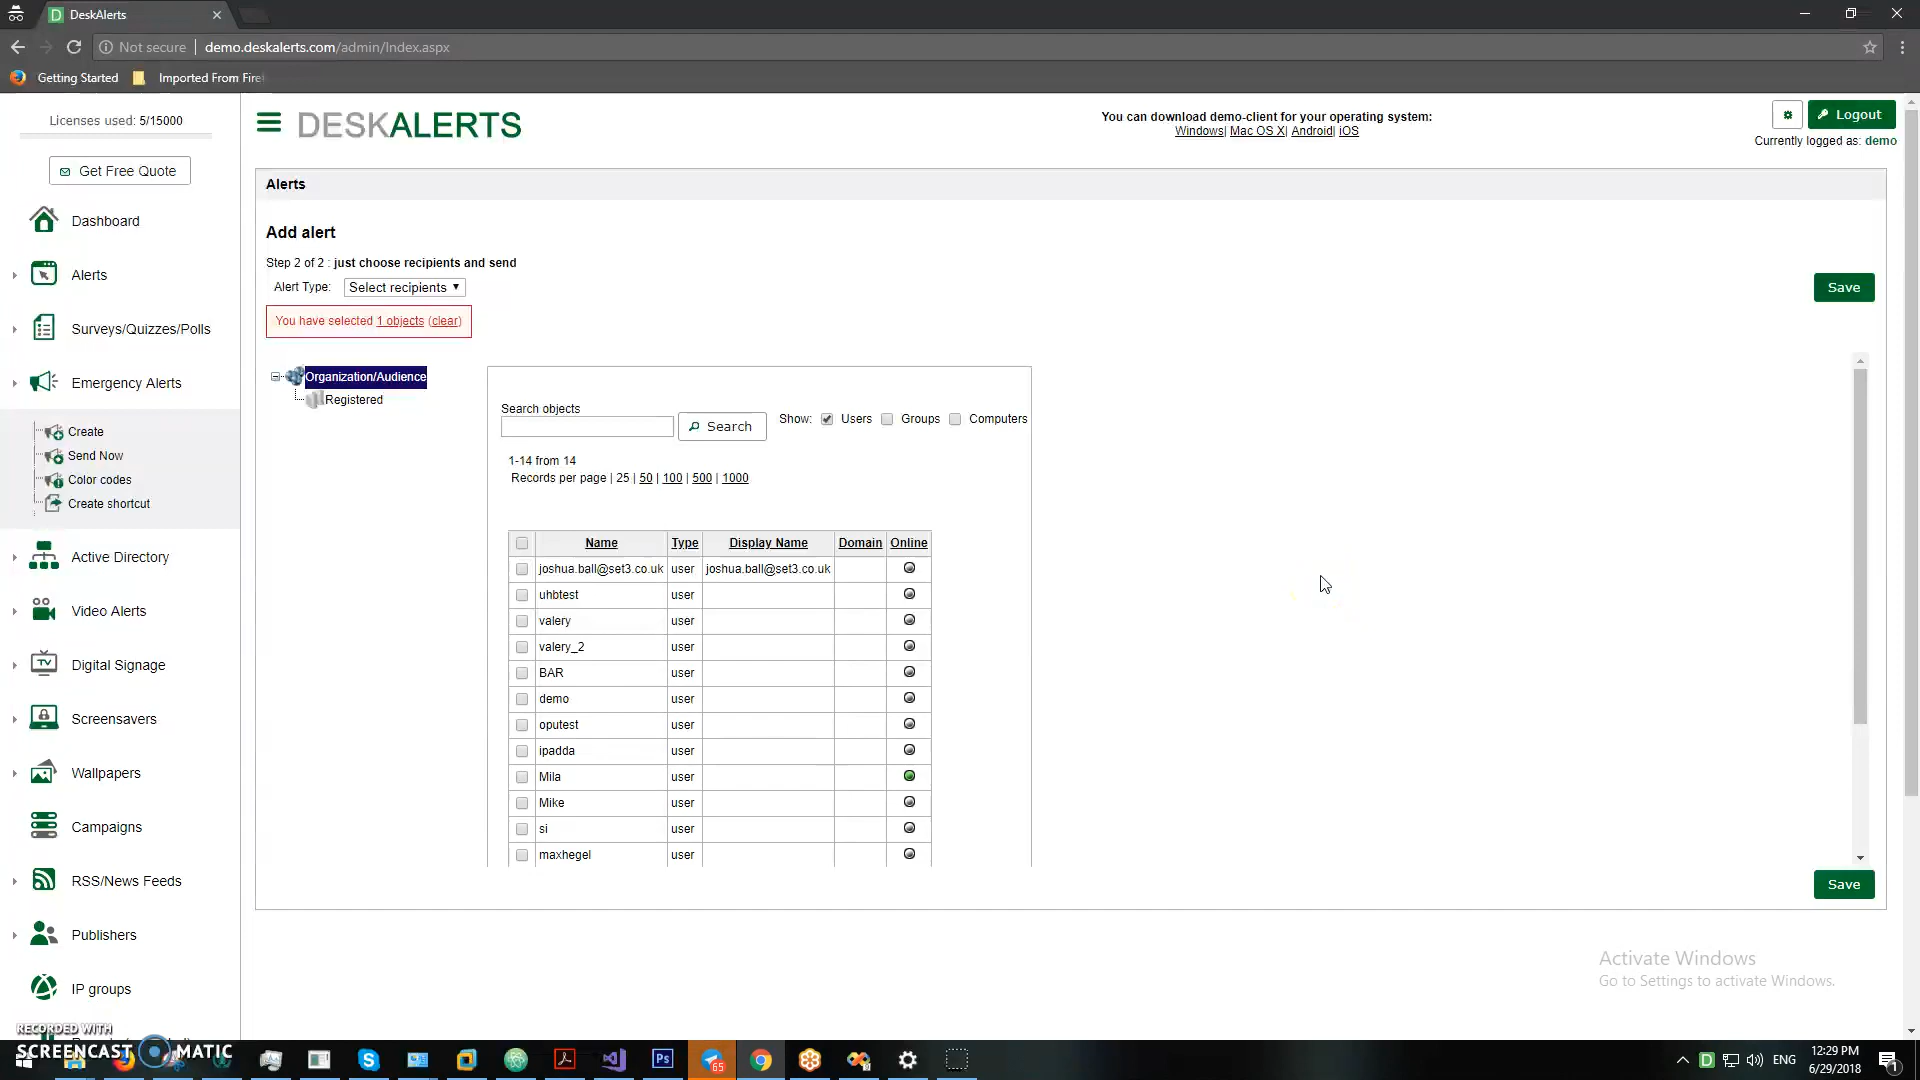 DeskAlerts
Not secure | demo.deskalerts.com/admin/Index.aspx
Getting Started
Imported From Fire
Licenses used: 5/15000
Get Free Quote
Dashboard
Alerts
Surveys/Quizzes/Polls
Emergency Alerts
Create
Send Now
Color codes
Create shortcut
Active Directory
Video Alerts
TV
Digital Signage
Screensavers
Wallpapers
Campaigns
RSS/News Feeds
Publishers
IP groups
DESKALERTS
You can download demo-client for your operating system:
Windows| Mac OS X| Android| iOS
Logout
Currently logged as: demo
Alerts
Add alert
Step 2 of 2 : just choose recipients and send
Alert Type: Select recipients
Save
You have selected 1 objects (clear)
Organization/Audience
Registered
Search objects
Search
Show: Users Groups Computers
1-14 from 14
Records per page | 25 | 50 | 100 | 500 | 1000
Name Type Display Name Domain Online
joshua.ball@set3.co.uk user joshua.ball@set3.co.uk
uhbtest user
valery user
valery_2 user
BAR user
demo user
oputest user
ipadda user
Mila user
Mike user
si user
maxhegel user
Save
Activate Windows
Go to Settings to activate Windows.
RECORDED WITH
SCREENCAST MATIC
Ps
65
D
ENG
12:29 PM
6/29/2018
1